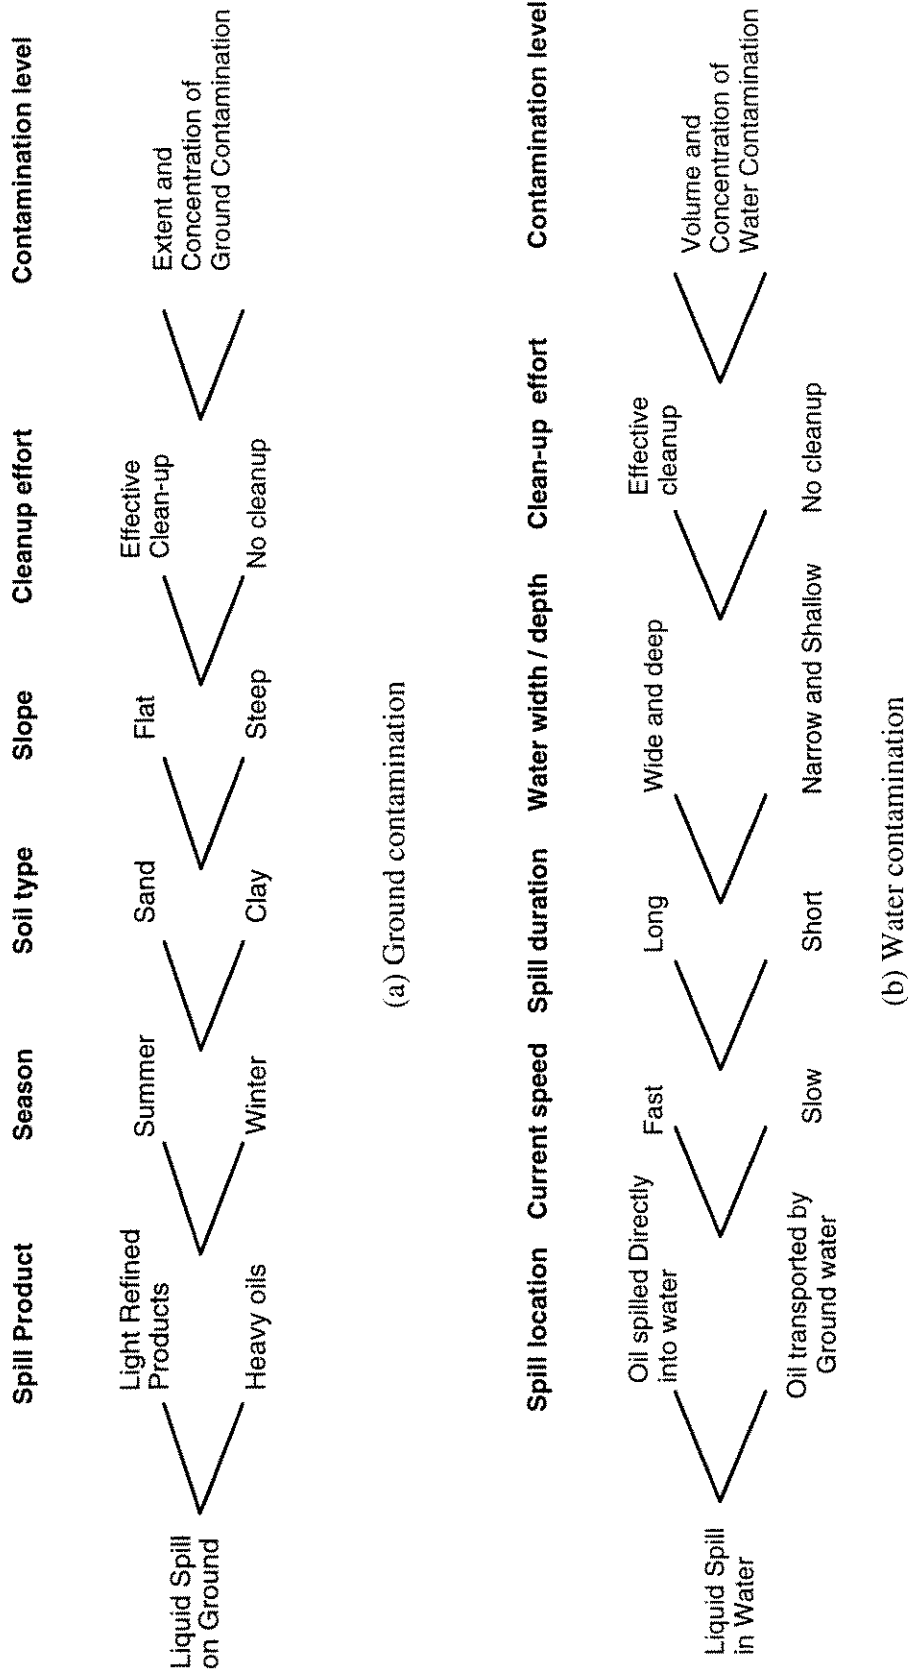 Spill Product
Season
Soil type
Slope
Cleanup effort
Contamination level
Liquid Spill
on Ground
Light Refined
Products
Heavy oils
Summer
Winter
Sand
Clay
Flat
Steep
Effective
Clean-up
No cleanup
Extent and
Concentration of
Ground Contamination
(a) Ground contamination
Spill location
Current speed
Spill duration
Water width / depth
Clean-up effort
Contamination level
Liquid Spill
in Water
Oil spilled Directly
into water
Oil transported by
Ground water
Fast
Slow
Long
Short
Wide and deep
Narrow and Shallow
Effective
cleanup
No cleanup
Volume and
Concentration of
Water Contamination
(b) Water contamination